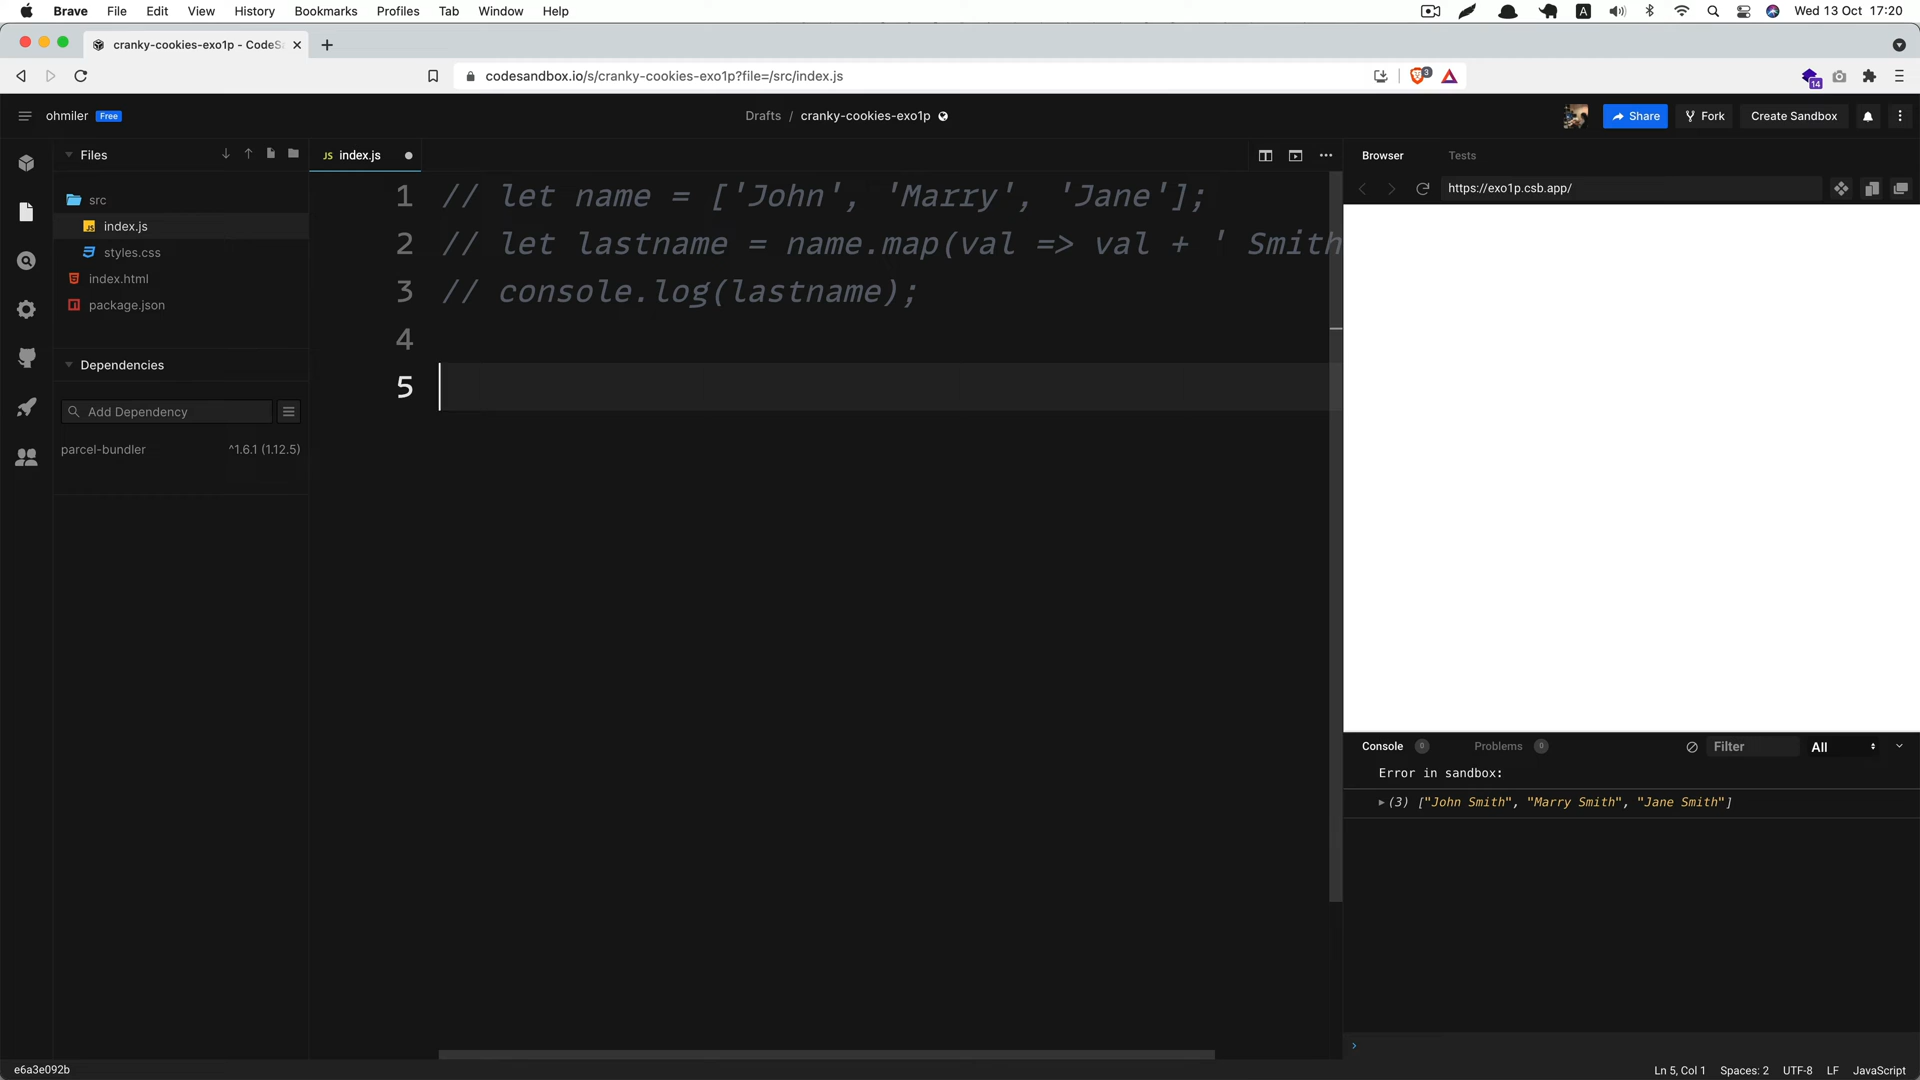 Brave File Edit View History Bookmarks Profiles Tab Window Help
A
Wed 13 Oct 17:20
cranky-cookies-exo1p - CodeS
codesandbox.io/s/cranky-cookies-exo1p?file=/src/index.js
3
14
ohmiler Free
Drafts / cranky-cookies-exo1p
Share Fork Create Sandbox
Files
JS index.js
Browser Tests
https://exo1p.csb.app/
src
JS index.js
styles.css
index.html
package.json
Dependencies
Add Dependency
parcel-bundler ^1.6.1 (1.12.5)
1 // let name = ['John', 'Marry', 'Jane'];
2 // let lastname = name.map(val => val + ' Smith
3 // console.log(lastname);
4
5
Console 0 Problems 0 Filter All
Error in sandbox:
(3) ["John Smith", "Marry Smith", "Jane Smith"]
›
e6a3e092b
Ln 5, Col 1 Spaces: 2 UTF-8 LF JavaScript